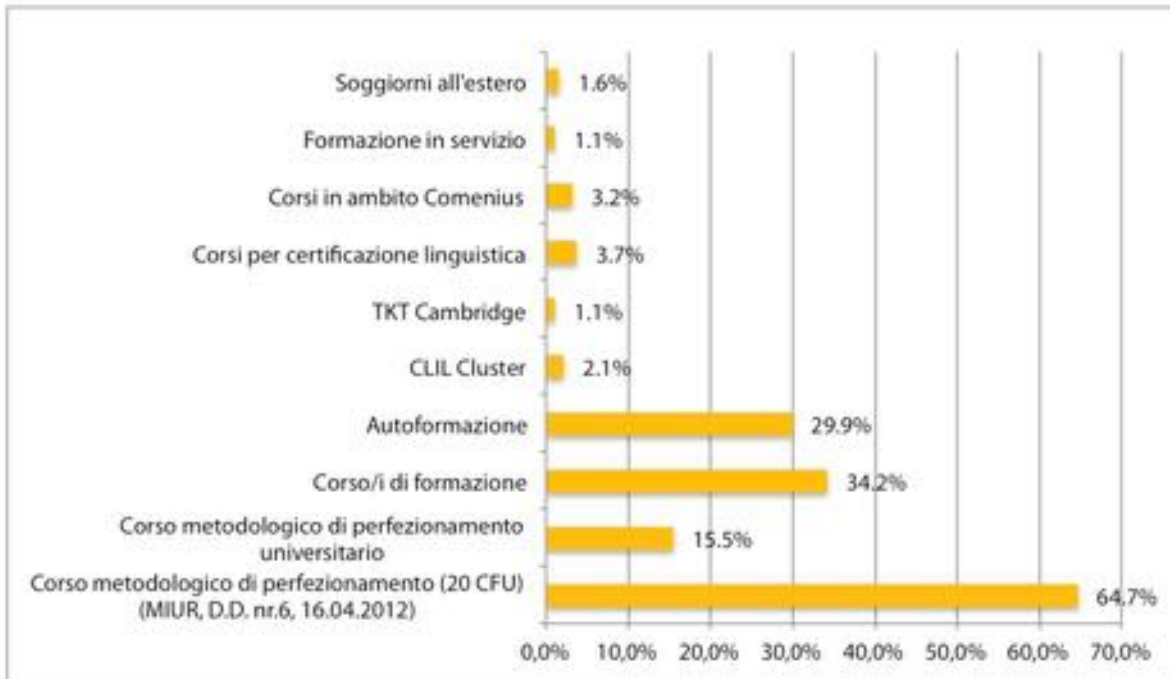 Soggiorni all'estero 1.6%
Formazione in servizio 1.1%
Corsi in ambito Comenius 3.2%
Corsi per certificazione linguistica 3.7%
TKT Cambridge 1.1%
CLIL Cluster 2.1%
Autoformazione 29.9%
Corso/i di formazione 34.2%
Corso metodologico di perfezionamento
universitario 15.5%
Corso metodologico di perfezionamento (20 CFU)
(MIUR, D.D. nr.6, 16.04.2012) 64.7%
0,0% 10,0% 20,0% 30,0% 40,0% 50,0% 60,0% 70,0%